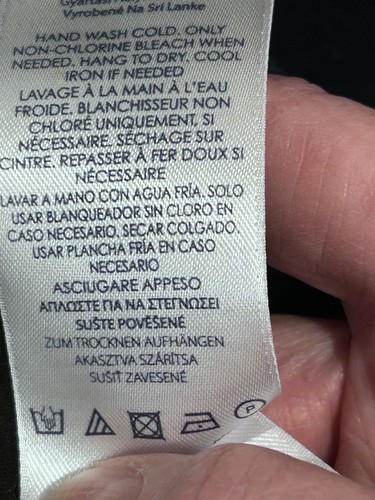 Vyrobené Na Srí Lanke
HAND WASH COLD. ONLY
NON-CHLORINE BLEACH WHEN
NEEDED. HANG TO DRY. COOL
IRON IF NEEDED
LAVAGE À LA MAIN À L'EAU
FROIDE. BLANCHISSEUR NON
CHLORÉ UNIQUEMENT, SI
NÉCESSAIRE. SÉCHAGE SUR
CINTRE. REPASSER À FER DOUX SI
NÉCESSAIRE
LAVAR A MANO CON AGUA FRÍA. SOLO
USAR BLANQUEADOR SIN CLORO EN
CASO NECESARIO. SECAR COLGADO.
USAR PLANCHA FRÍA EN CASO
NECESARIO
ASCIUGARE APPESO
ΑΠΛΩΣΤΕ ΓΙΑ ΝΑ ΣΤΕΓΝΩΣΕΙ
SUŠTE POVĚŠENÉ
ZUM TROCKNEN AUFHÄNGEN
AKASZTVA SZÁRÍTSA
SUŠIŤ ZAVESENÉ
P